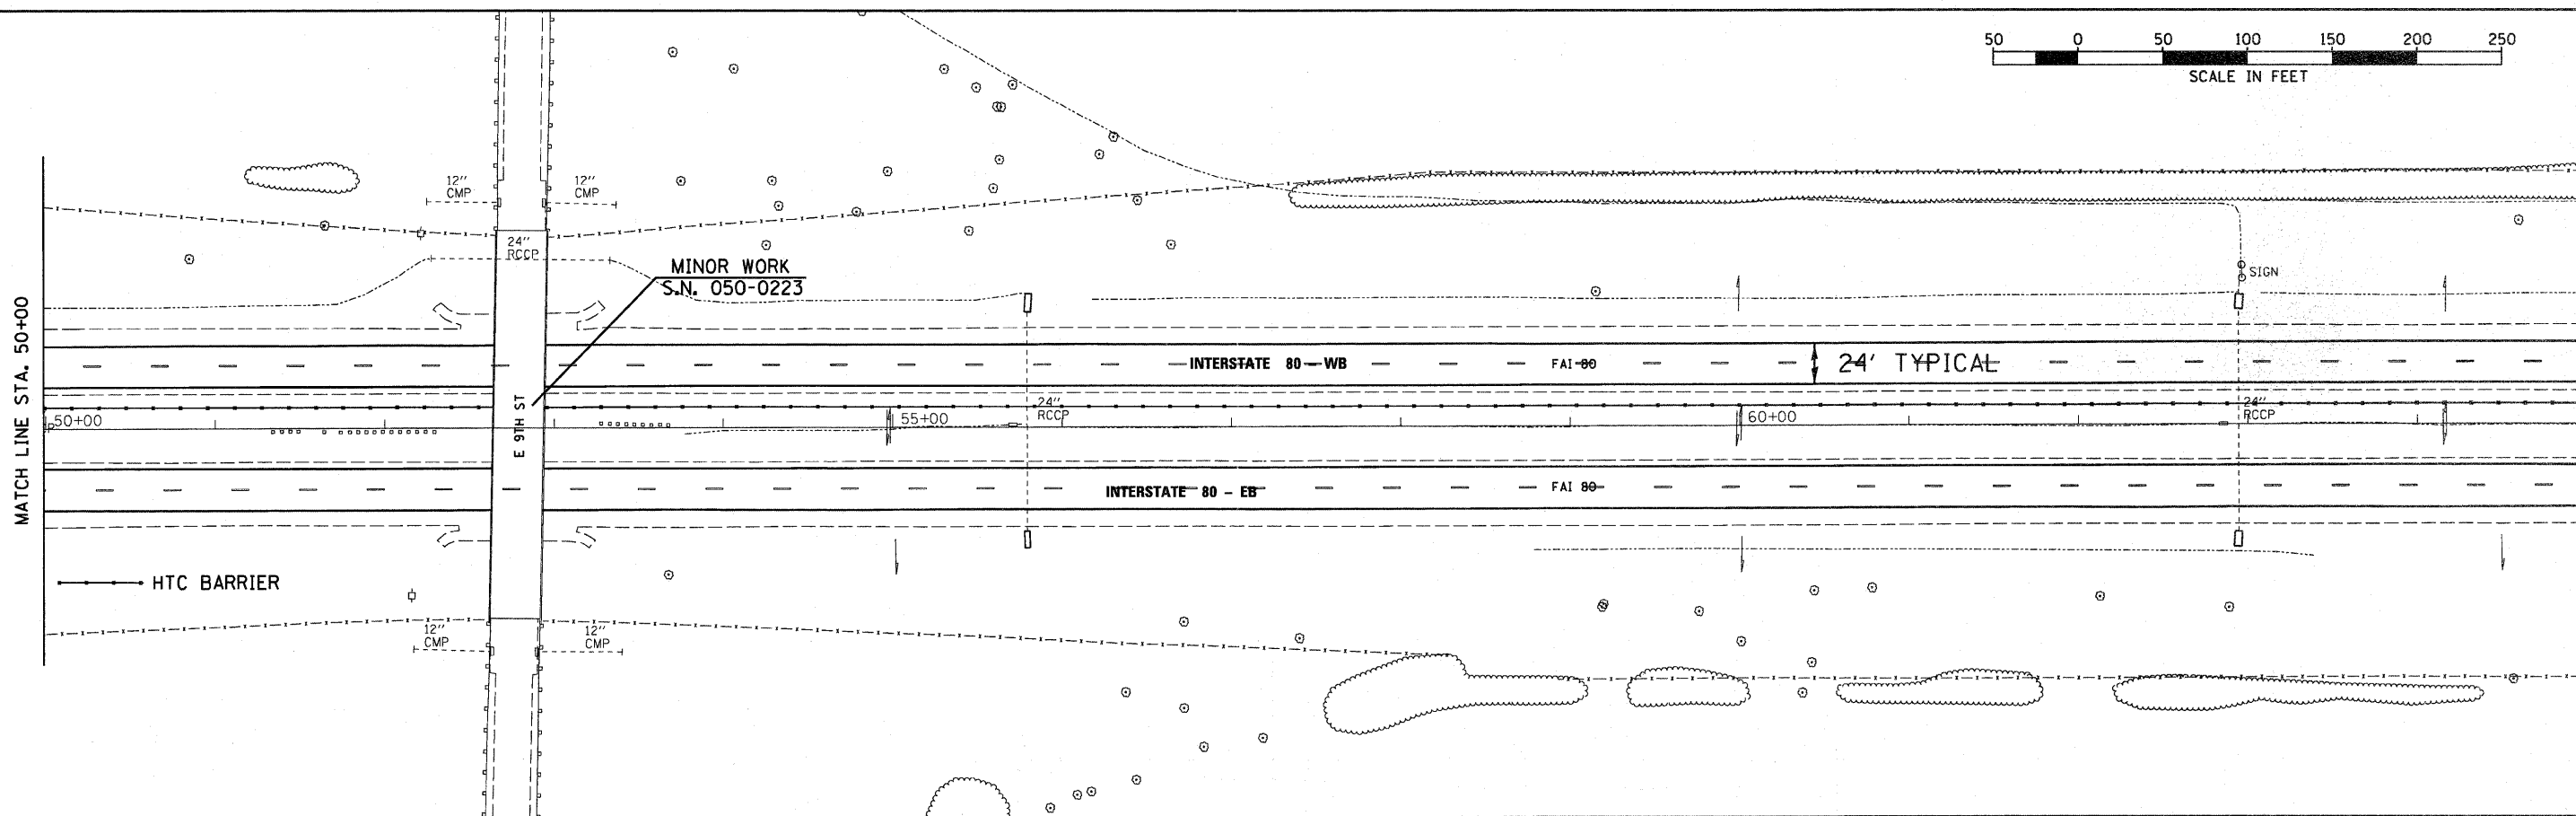 50 0 50 100 150 200 250
SCALE IN FEET
12"
CMP
12"
CMP
24"
RCCP
MINOR WORK
S.N. 050-0223
SIGN
MATCH LINE STA. 50+00
INTERSTATE 80 - WB
FAI 80
24' TYPICAL
E 9TH ST
50+00
55+00
24"
RCCP
60+00
24"
RCCP
INTERSTATE 80 - EB
FAI 80
HTC BARRIER
12"
CMP
12"
CMP